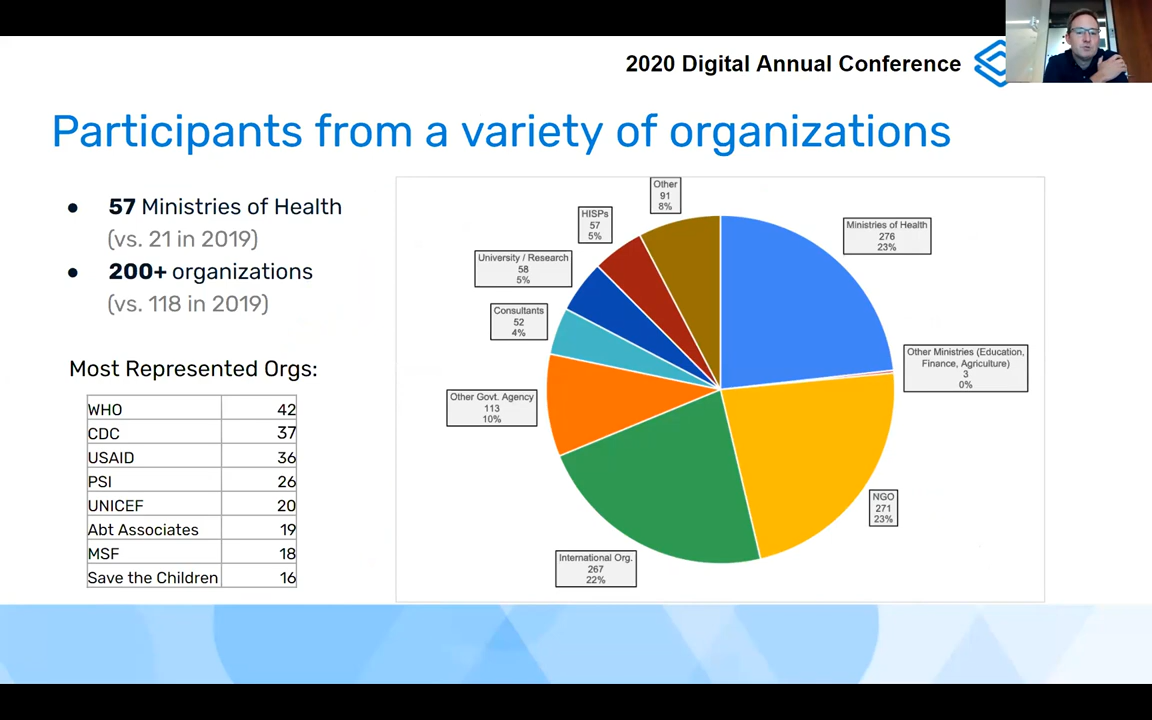 2020 Digital Annual Conference
Participants from a variety of organizations
● 57 Ministries of Health
(vs. 21 in 2019)
● 200+ organizations
(vs. 118 in 2019)
Most Represented Orgs:
WHO 42
CDC 37
USAID 36
PSI 26
UNICEF 20
Abt Associates 19
MSF 18
Save the Children 16
Other
91
8%
HISPs
57
5%
University / Research
58
5%
Consultants
52
4%
Other Govt. Agency
113
10%
International Org.
267
22%
Ministries of Health
276
23%
Other Ministries (Education,
Finance, Agriculture)
3
0%
NGO
271
23%